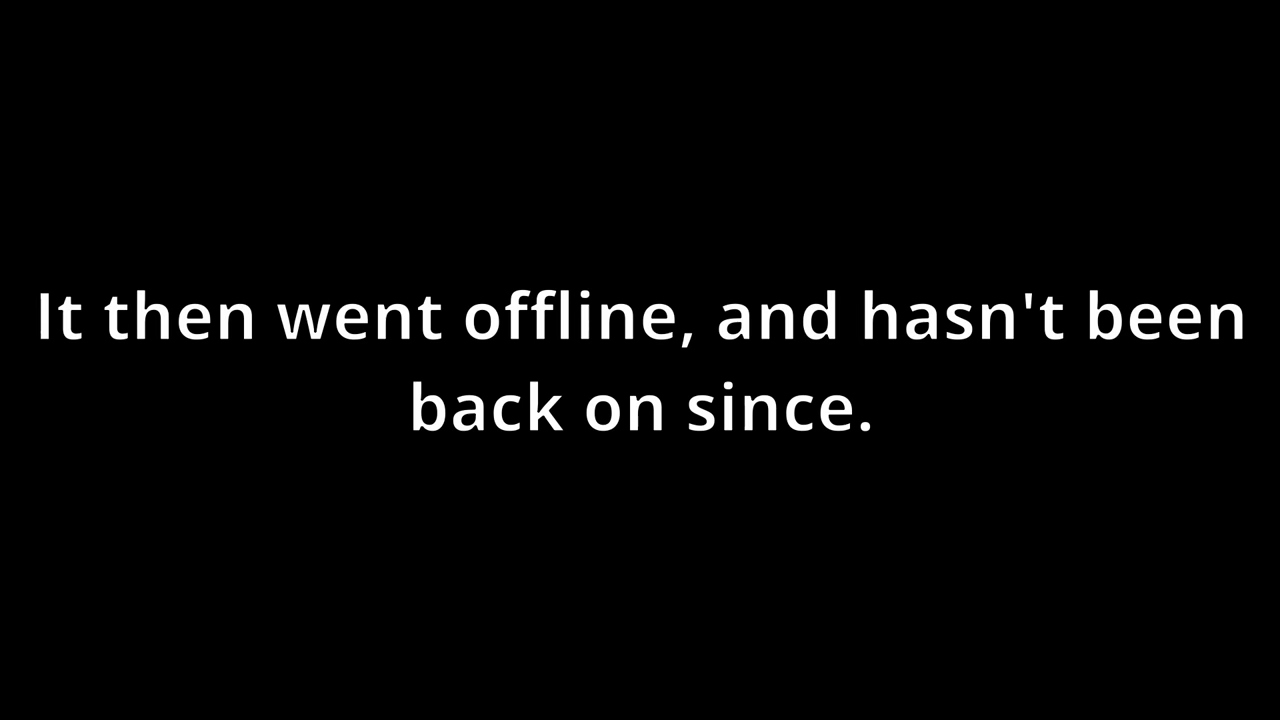 It then went offline, and hasn't been
back on since.